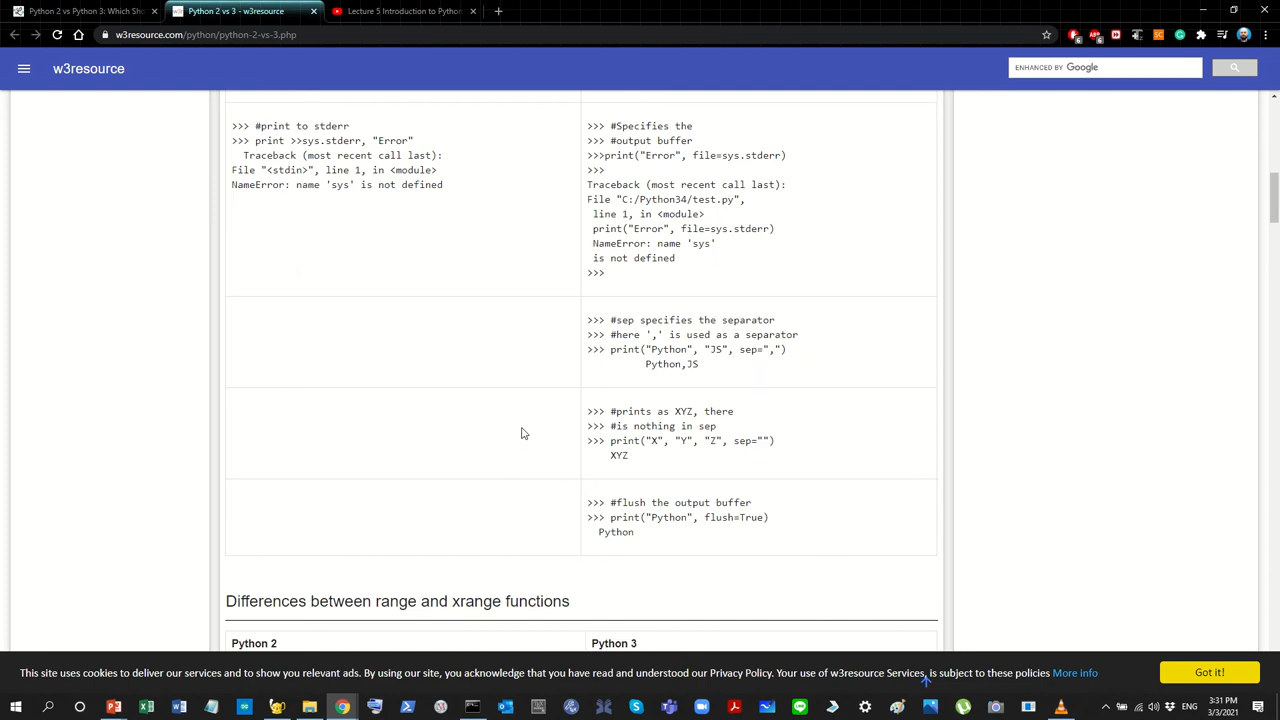 Python 2 vs Python 3: Which Sh
Python 2 vs 3 - w3resource
Lecture 5 Introduction to Pytho
w3resource.com/python/python-2-vs-3.php
w3resource
ENHANCED BY Google
>>> #print to stderr
>>> print >>sys.stderr, "Error"
Traceback (most recent call last):
File "<stdin>", line 1, in <module>
NameError: name 'sys' is not defined
>>> #Specifies the
>>> #output buffer
>>>print("Error", file=sys.stderr)
>>>
Traceback (most recent call last):
File "C:/Python34/test.py",
line 1, in <module>
print("Error", file=sys.stderr)
NameError: name 'sys'
is not defined
>>>
>>> #sep specifies the separator
>>> #here ',' is used as a separator
>>> print("Python", "JS", sep=",“)
Python,JS
>>> #prints as XYZ, there
>>> #is nothing in sep
>>> print("X", "Y", "Z", sep="")
XYZ
>>> #flush the output buffer
>>> print("Python", flush=True)
Python
Differences between range and xrange functions
Python 2
Python 3
This site uses cookies to deliver our services and to show you relevant ads. By using our site, you acknowledge that you have read and understood our Privacy Policy. Your use of w3resource Services, is subject to these policies More info
Got it!
ENG
3:31 PM
3/3/2021